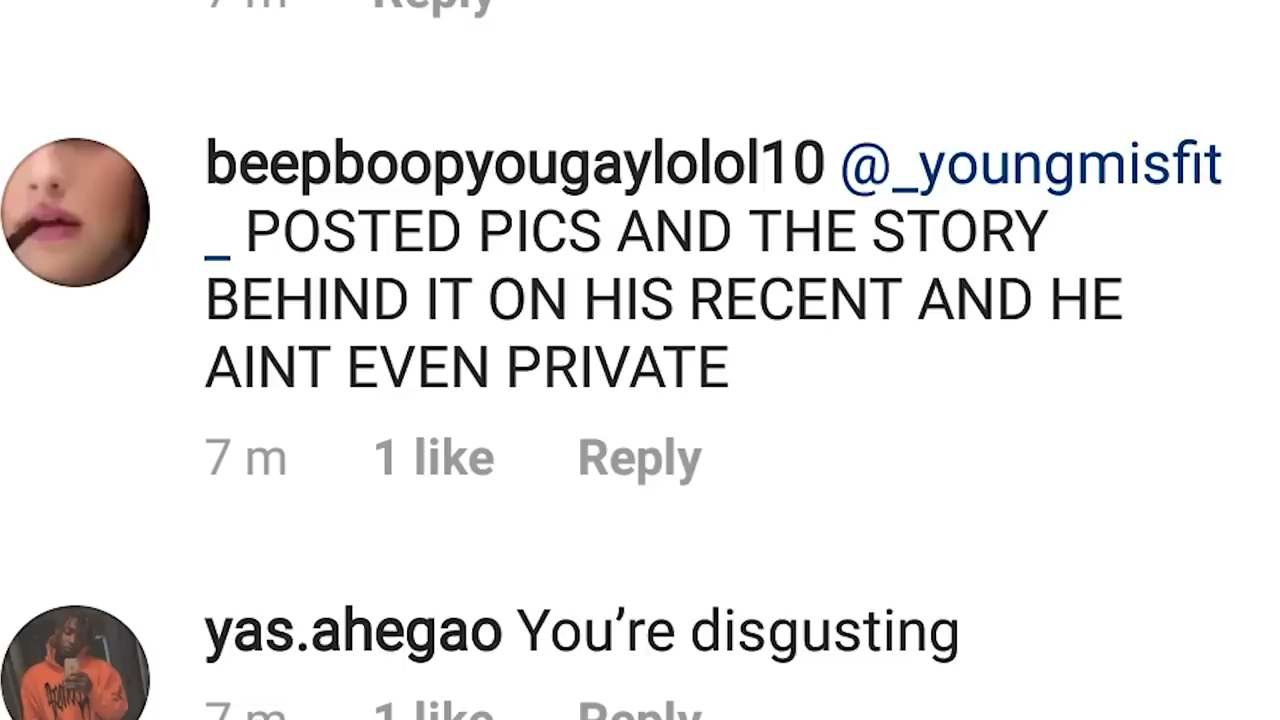 7 m Reply
beepboopyougaylolol10 @_youngmisfit
_ POSTED PICS AND THE STORY
BEHIND IT ON HIS RECENT AND HE
AINT EVEN PRIVATE
7 m 1 like Reply
yas.ahegao You’re disgusting
7 m 1 like Reply